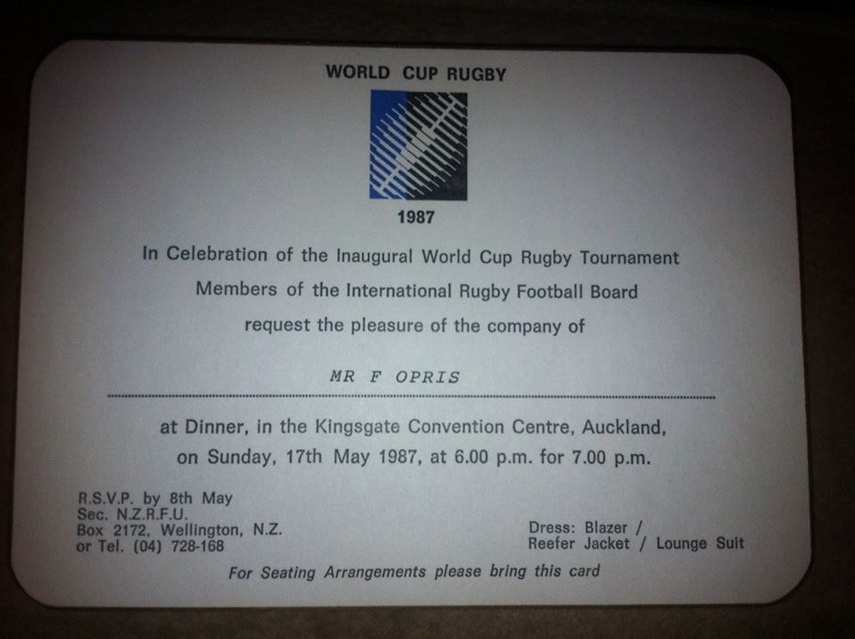 WORLD CUP RUGBY
1987
In Celebration of the Inaugural World Cup Rugby Tournament
Members of the International Rugby Football Board
request the pleasure of the company of
MR F OPRIS
at Dinner, in the Kingsgate Convention Centre, Auckland,
on Sunday, 17th May 1987, at 6.00 p.m. for 7.00 p.m.
R.S.V.P. by 8th May
Sec. N.Z.R.F.U.
Box 2172, Wellington, N.Z.
or Tel. (04) 728-168
Dress: Blazer /
Reefer Jacket / Lounge Suit
For Seating Arrangements please bring this card